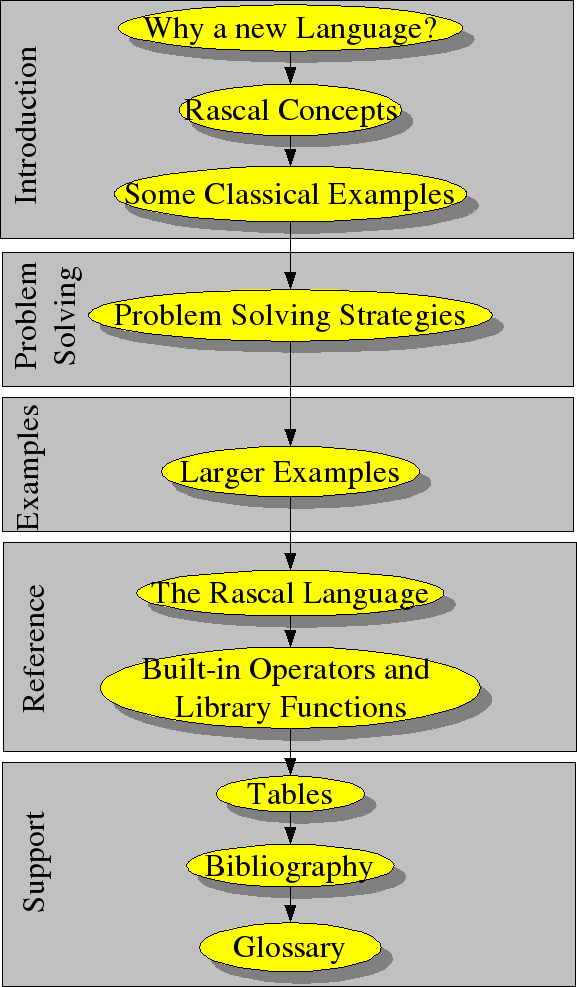 Introduction
Why a new Language?
Rascal Concepts
Some Classical Examples
Problem
Solving
Problem Solving Strategies
Examples
Larger Examples
Reference
The Rascal Language
Built-in Operators and
Library Functions
Support
Tables
Bibliography
Glossary